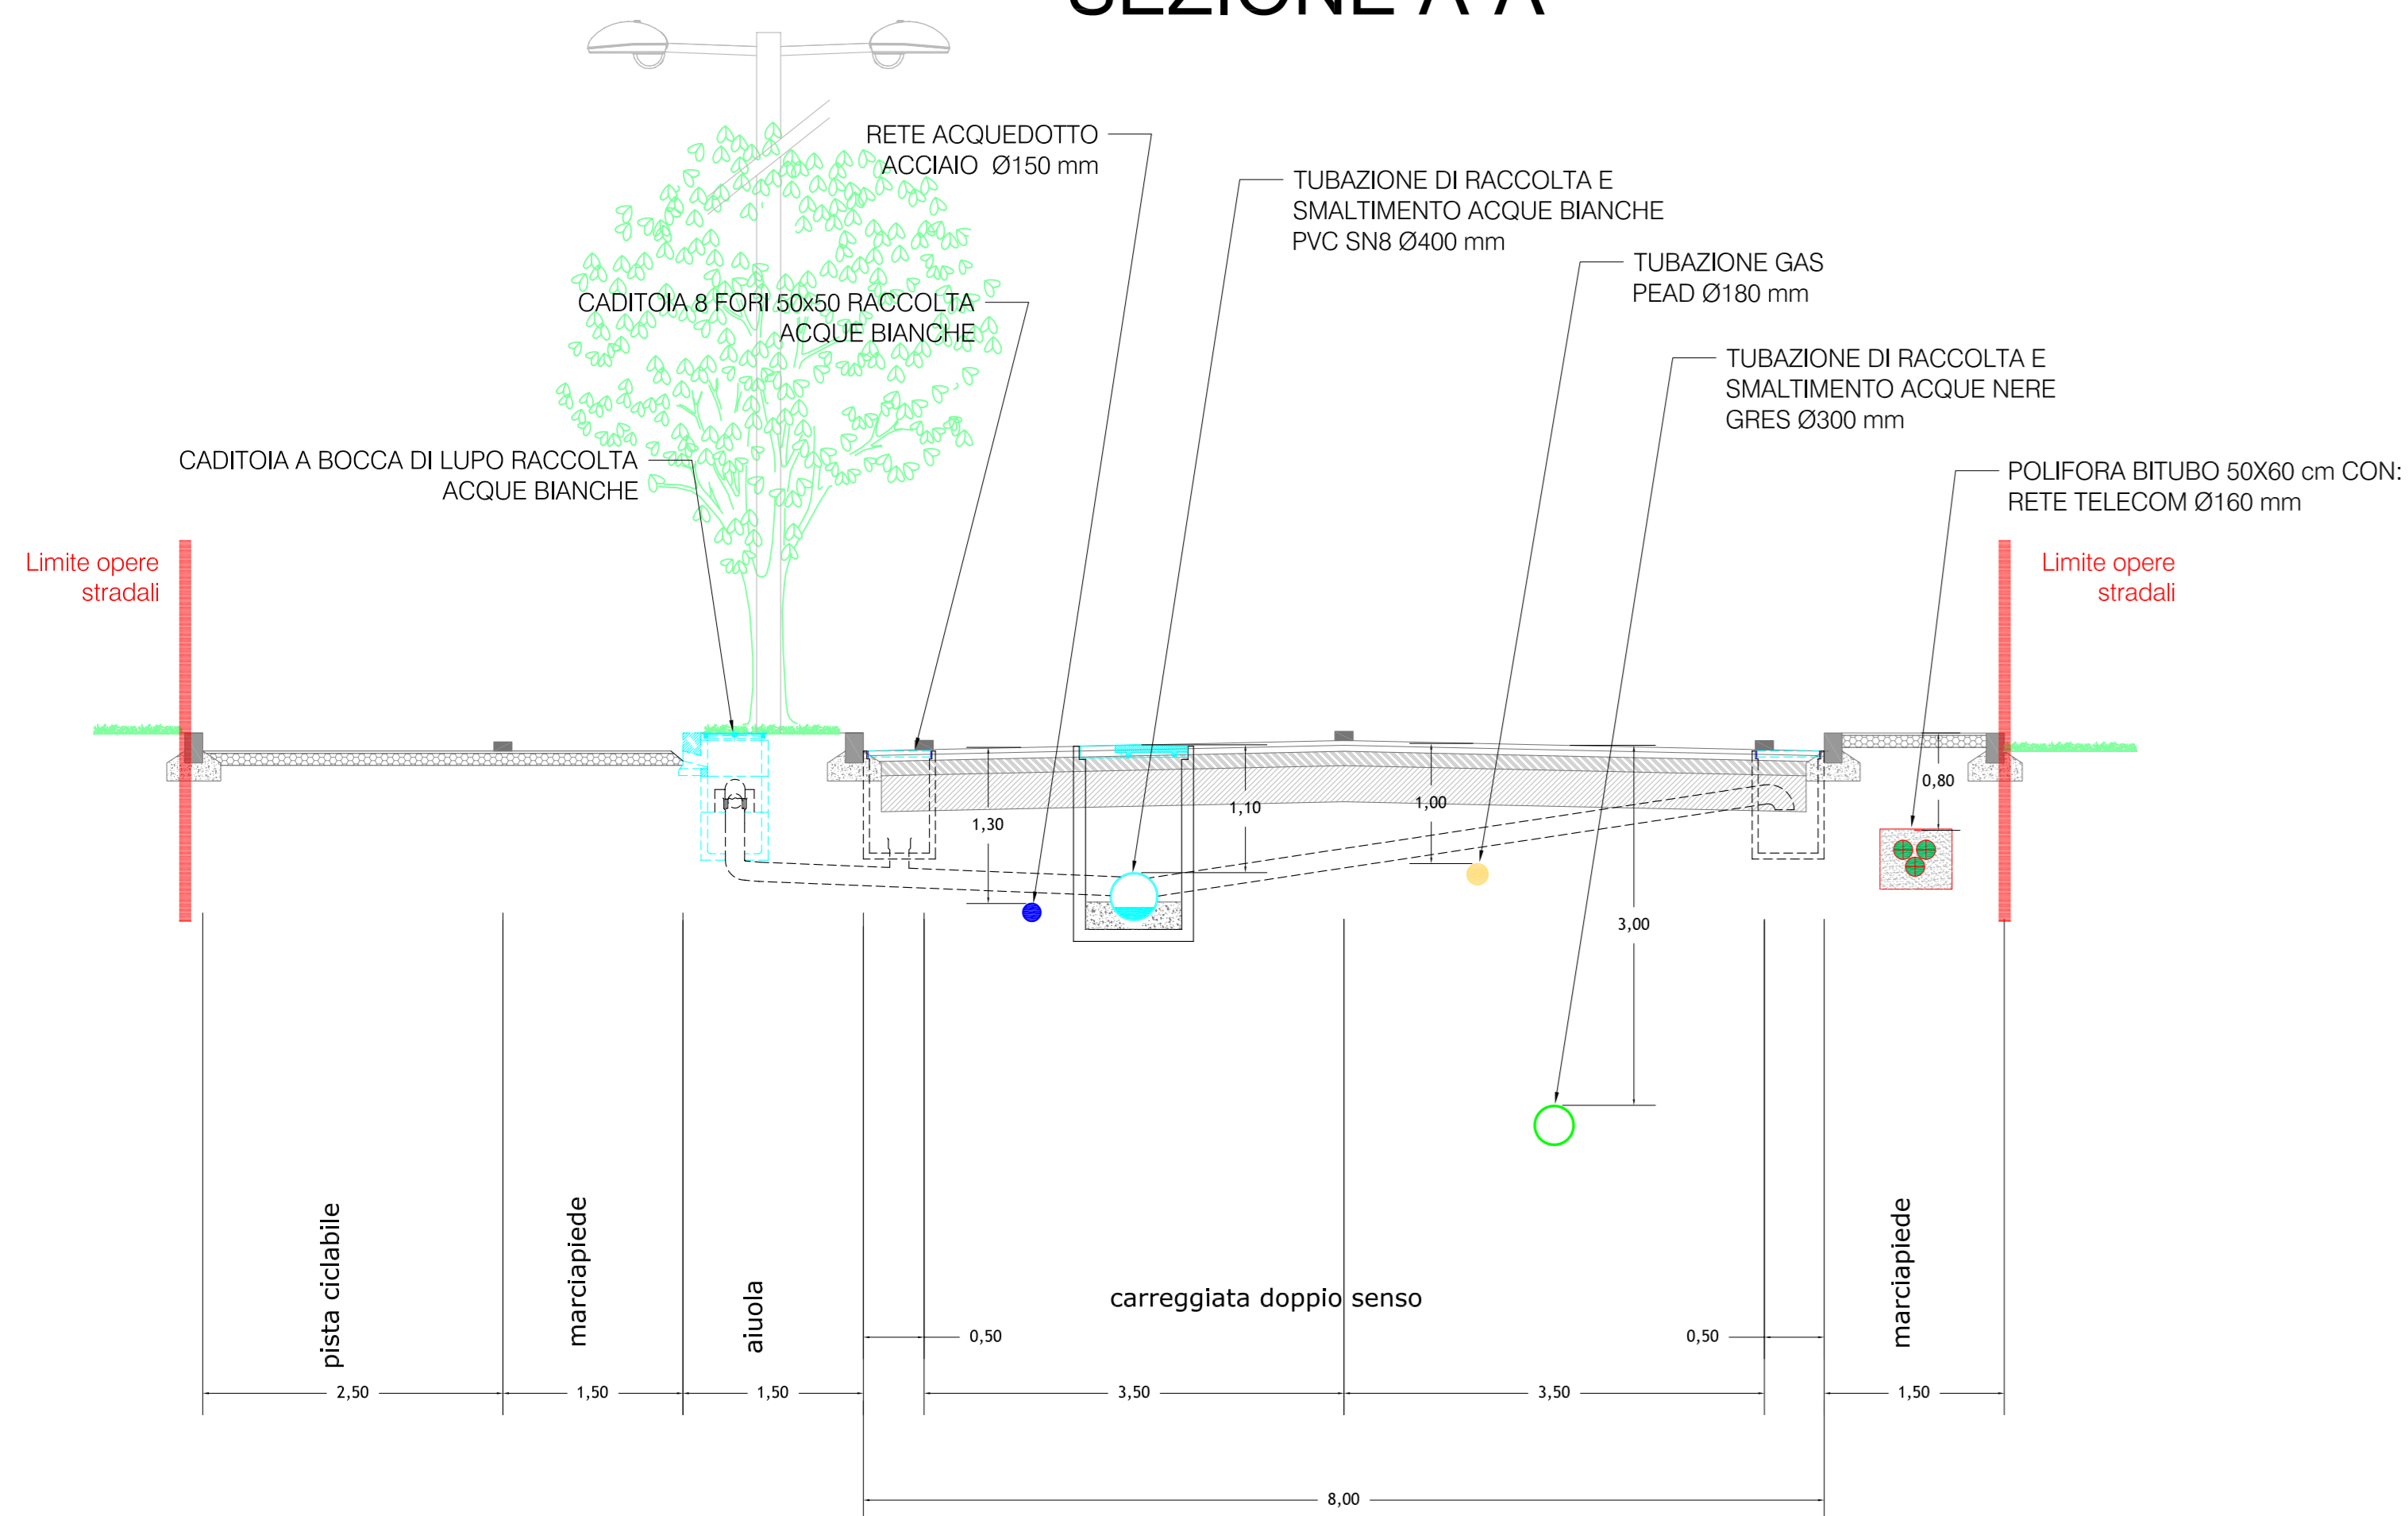 SEZIONE A-A
RETE ACQUEDOTTO
ACCIAIO Ø150 mm
TUBAZIONE DI RACCOLTA E
SMALTIMENTO ACQUE BIANCHE
PVC SN8 Ø400 mm
TUBAZIONE GAS
PEAD Ø180 mm
CADITOIA 8 FORI 50x50 RACCOLTA
ACQUE BIANCHE
TUBAZIONE DI RACCOLTA E
SMALTIMENTO ACQUE NERE
GRES Ø300 mm
CADITOIA A BOCCA DI LUPO RACCOLTA
ACQUE BIANCHE
POLIFORA BITUBO 50X60 cm CON:
RETE TELECOM Ø160 mm
Limite opere
stradali
Limite opere
stradali
0,80
1,00
1,10
1,30
3,00
pista ciclabile
marciapiede
aiuola
carreggiata doppio senso
marciapiede
0,50
0,50
2,50
1,50
1,50
3,50
3,50
1,50
8,00